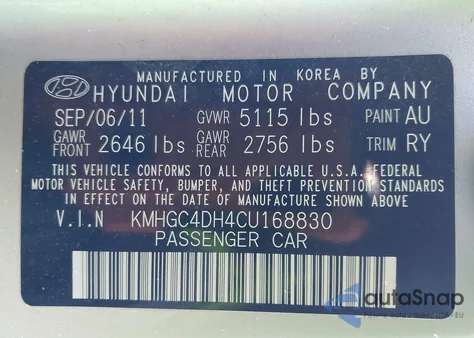 MANUFACTURED IN KOREA BY
HYUNDAI MOTOR COMPANY
SEP/06/11 GVWR 5115 lbs PAINT AU
GAWR FRONT 2646 lbs GAWR REAR 2756 lbs TRIM RY
THIS VEHICLE CONFORMS TO ALL APPLICABLE U.S.A. FEDERAL
MOTOR VEHICLE SAFETY, BUMPER, AND THEFT PREVENTION STANDARDS
IN EFFECT ON THE DATE OF MANUFACTURE SHOWN ABOVE.
V.I.N KMHGC4DH4CU168830
PASSENGER CAR
autoSnap